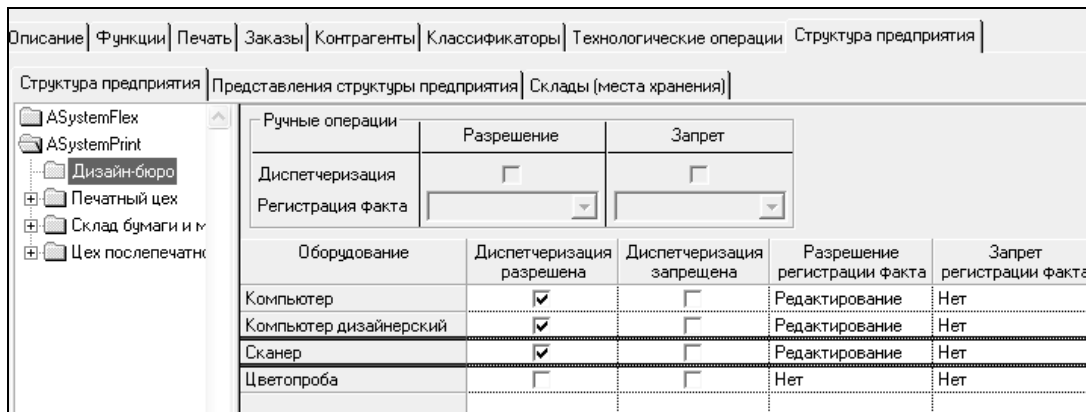 Описание Функции Печать Заказы Контрагенты Классификаторы Технологические операции Структура предприятия
Структура предприятия Представления структуры предприятия Склады (места хранения)
ASystemFlex
ASystemPrint
Дизайн-бюро
Печатный цех
Склад бумаги и м
Цех послепечатно
Ручные операции
Разрешение Запрет
Диспетчеризация
Регистрация факта
Оборудование Диспетчеризация разрешена Диспетчеризация запрещена Разрешение регистрации факта Запрет регистрации факта
Компьютер Редактирование Нет
Компьютер дизайнерский Редактирование Нет
Сканер Редактирование Нет
Цветопроба Нет Нет